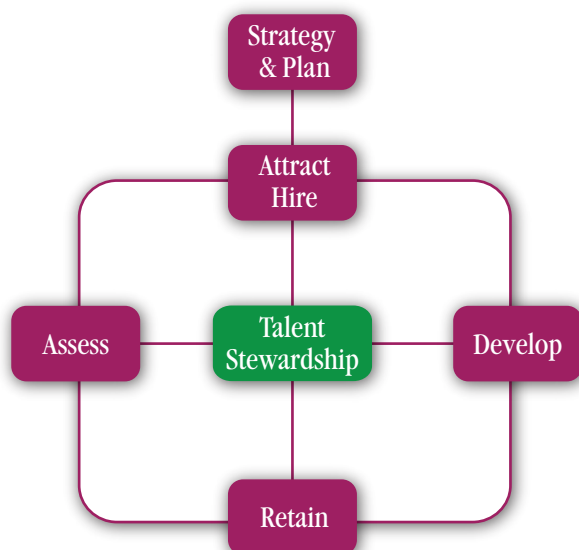 Strategy
& Plan
Attract
Hire
Assess
Talent
Stewardship
Develop
Retain